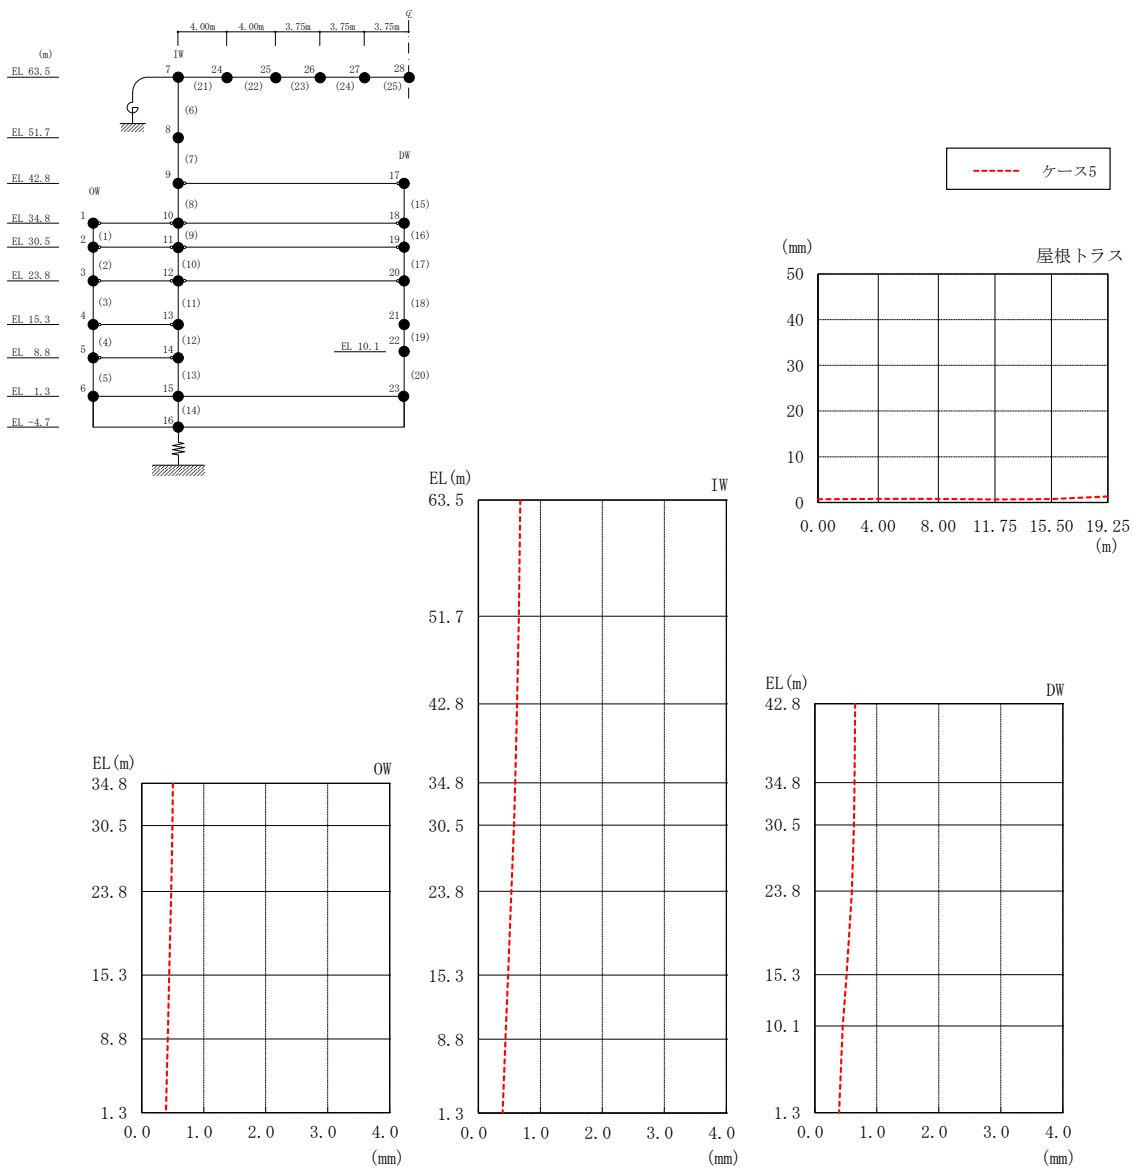 4.00m 4.00m 3.75m 3.75m 3.75m
(m)
IW
EL 63.5 7 24 25 26 27 28
(21) (22) (23) (24) (25)
(6)
EL 51.7 8
(7)
DW
EL 42.8 9 17
OW
(8) (15)
EL 34.8 1 10 18
(1) (9) (16)
EL 30.5 2 11 19
(2) (10) (17)
EL 23.8 3 12 20
(3) (11) (18)
EL 15.3 4 13 21
(4) (12) (19)
EL 10.1 22
EL 8.8 5 14
(5) (13) (20)
EL 1.3 6 15 23
(14)
EL -4.7 16
ケース5
(mm)
屋根トラス
50
40
30
20
10
0
0.00 4.00 8.00 11.75 15.50 19.25
(m)
EL(m)
IW
63.5
51.7
42.8
34.8
30.5
23.8
15.3
8.8
1.3
0.0 1.0 2.0 3.0 4.0
(mm)
EL(m)
OW
34.8
30.5
23.8
15.3
8.8
1.3
0.0 1.0 2.0 3.0 4.0
(mm)
EL(m)
DW
42.8
34.8
30.5
23.8
15.3
10.1
1.3
0.0 1.0 2.0 3.0 4.0
(mm)